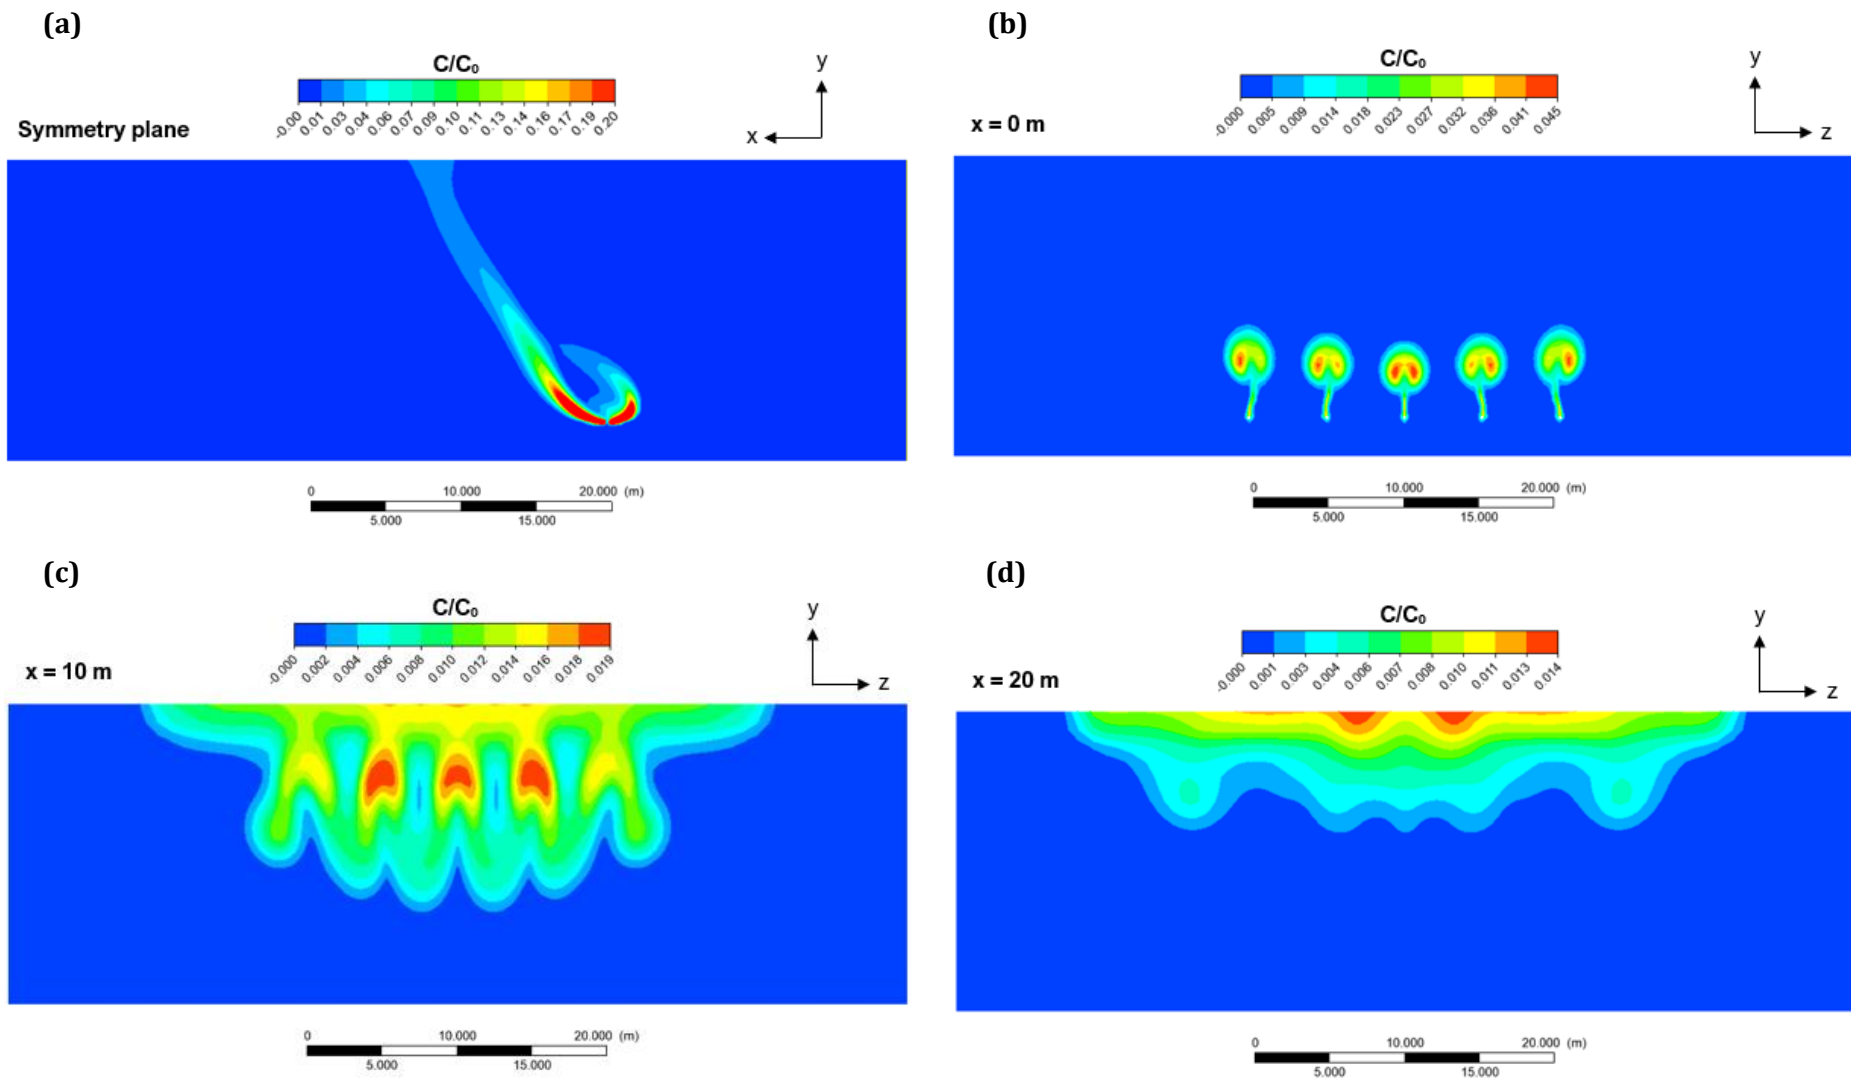 (a)
C/C₀
-0.00 0.01 0.03 0.04 0.06 0.07 0.09 0.10 0.11 0.13 0.14 0.16 0.17 0.19 0.20
y
x
Symmetry plane
0 10.000 20.000 (m)
5.000 15.000
(b)
C/C₀
-0.000 0.005 0.009 0.014 0.018 0.023 0.027 0.032 0.036 0.041 0.045
y
z
x = 0 m
0 10.000 20.000 (m)
5.000 15.000
(c)
C/C₀
-0.000 0.002 0.004 0.006 0.008 0.010 0.012 0.014 0.016 0.018 0.019
y
z
x = 10 m
0 10.000 20.000 (m)
5.000 15.000
(d)
C/C₀
-0.000 0.001 0.003 0.004 0.006 0.007 0.008 0.010 0.011 0.013 0.014
y
z
x = 20 m
0 10.000 20.000 (m)
5.000 15.000